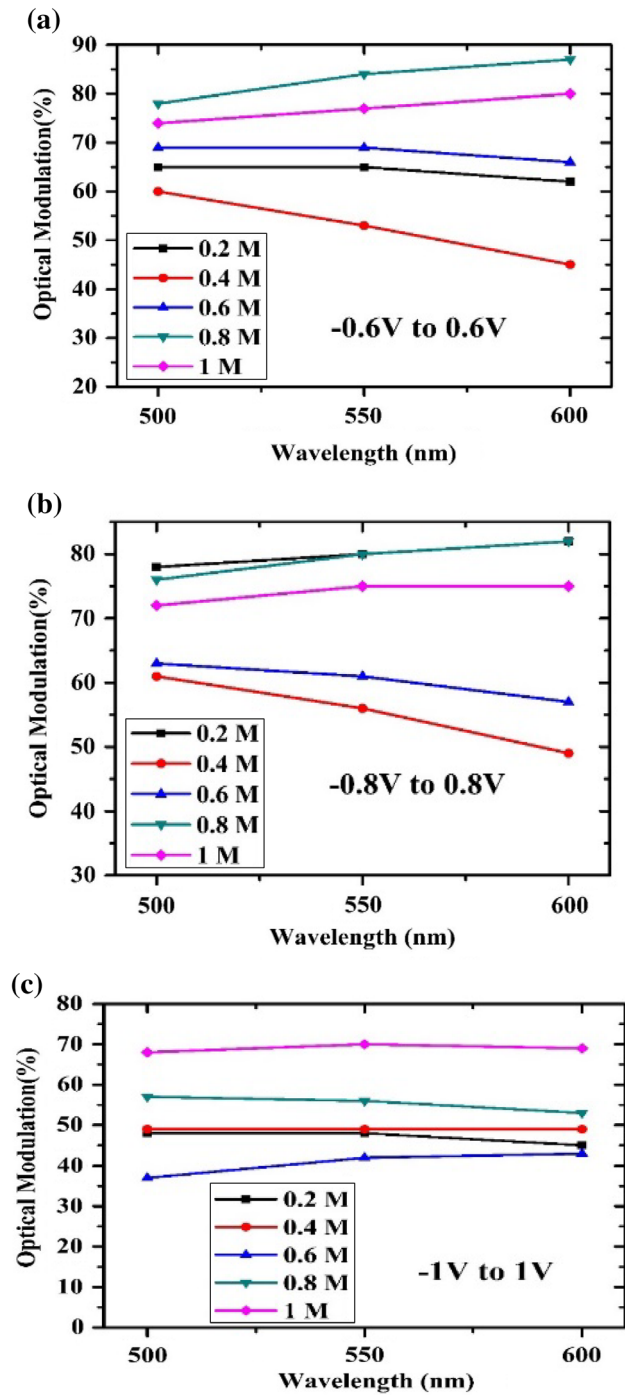 (a)
90
80
70
60
50
40
30
20
Optical Modulation(%)
0.2 M
0.4 M
0.6 M
0.8 M
1 M
-0.6V to 0.6V
500
550
600
Wavelength (nm)
(b)
80
70
60
50
40
30
Optical Modulation(%)
0.2 M
0.4 M
0.6 M
0.8 M
1 M
-0.8V to 0.8V
500
550
600
Wavelength (nm)
(c)
80
70
60
50
40
30
20
10
0
Optical Modulation(%)
0.2 M
0.4 M
0.6 M
0.8 M
1 M
-1V to 1V
500
550
600
Wavelength (nm)